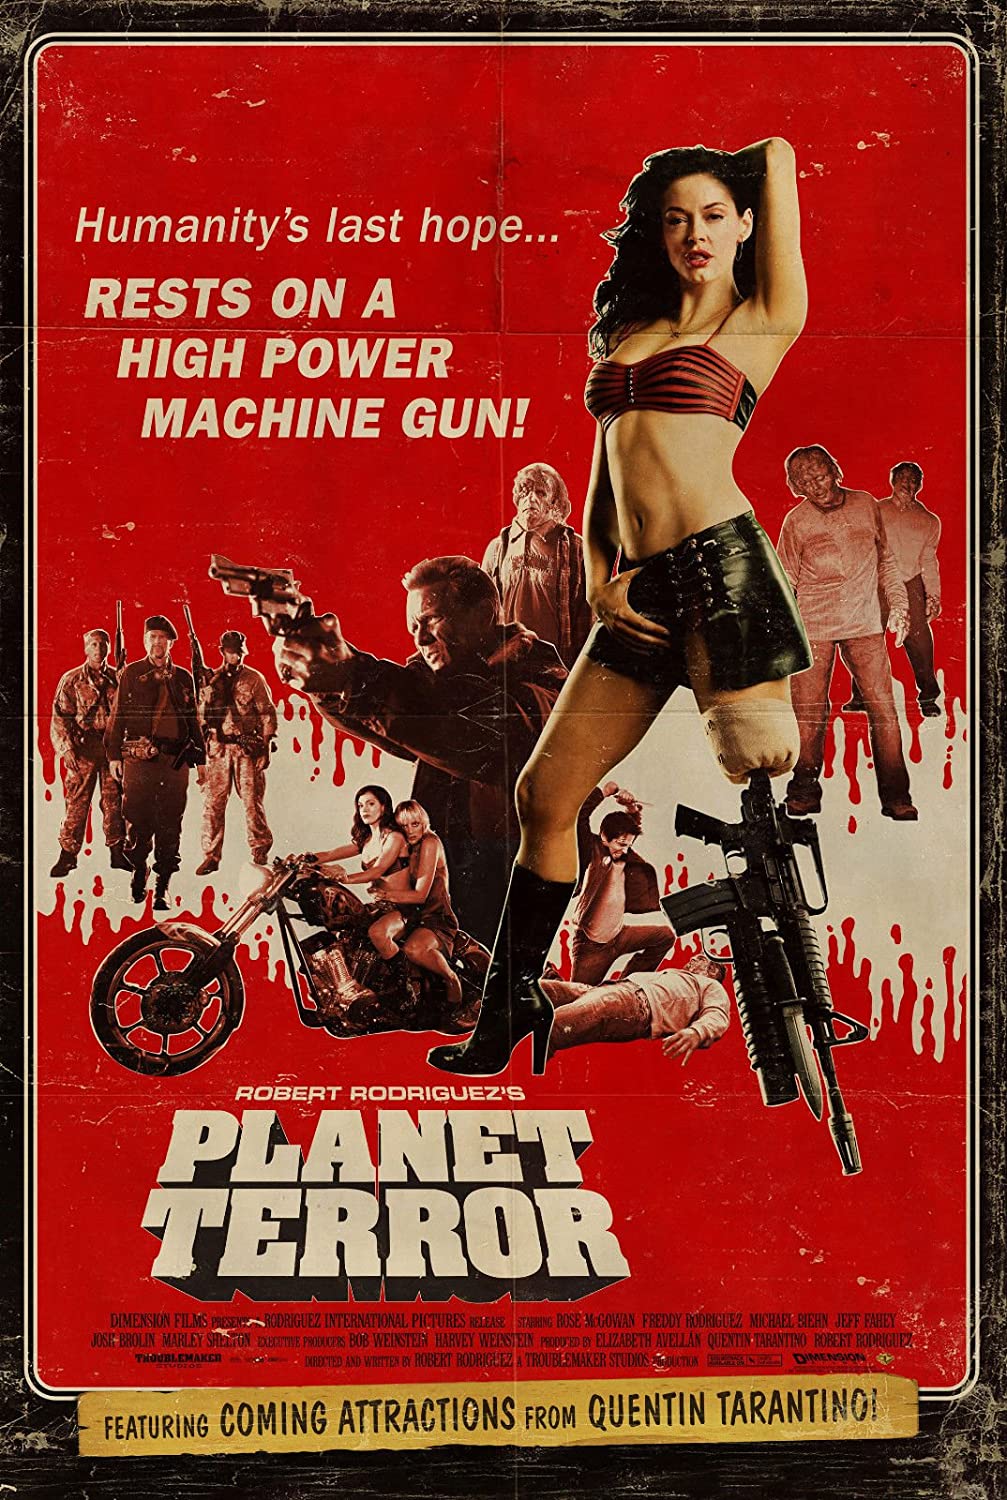 Humanity's last hope...
RESTS ON A
HIGH POWER
MACHINE GUN!
ROBERT RODRIGUEZ'S
PLANET
TERROR
DIMENSION FILMS PRESENTS A RODRIGUEZ INTERNATIONAL PICTURES RELEASE STARRING ROSE McGOWAN FREDDY RODRIGUEZ MICHAEL BIEHN JEFF FAHEY
JOSH BROLIN MARLEY SHELTON EXECUTIVE PRODUCERS BOB WEINSTEIN HARVEY WEINSTEIN PRODUCED BY ELIZABETH AVELLÁN QUENTIN TARANTINO ROBERT RODRIGUEZ
TROUBLEMAKER STUDIOS DIRECTED AND WRITTEN BY ROBERT RODRIGUEZ A TROUBLEMAKER STUDIOS PRODUCTION DIMENSION
FEATURING COMING ATTRACTIONS FROM QUENTIN TARANTINO!